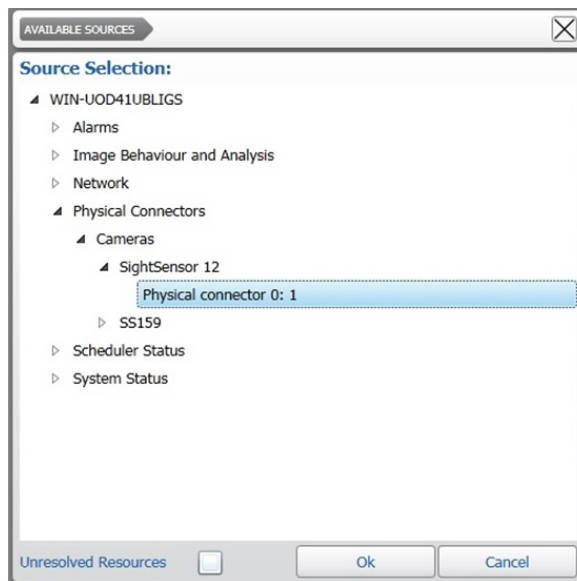 AVAILABLE SOURCES
Source Selection:
WIN-UOD41UBLIGS
Alarms
Image Behaviour and Analysis
Network
Physical Connectors
Cameras
SightSensor 12
Physical connector 0: 1
SS159
Scheduler Status
System Status
Unresolved Resources Ok Cancel